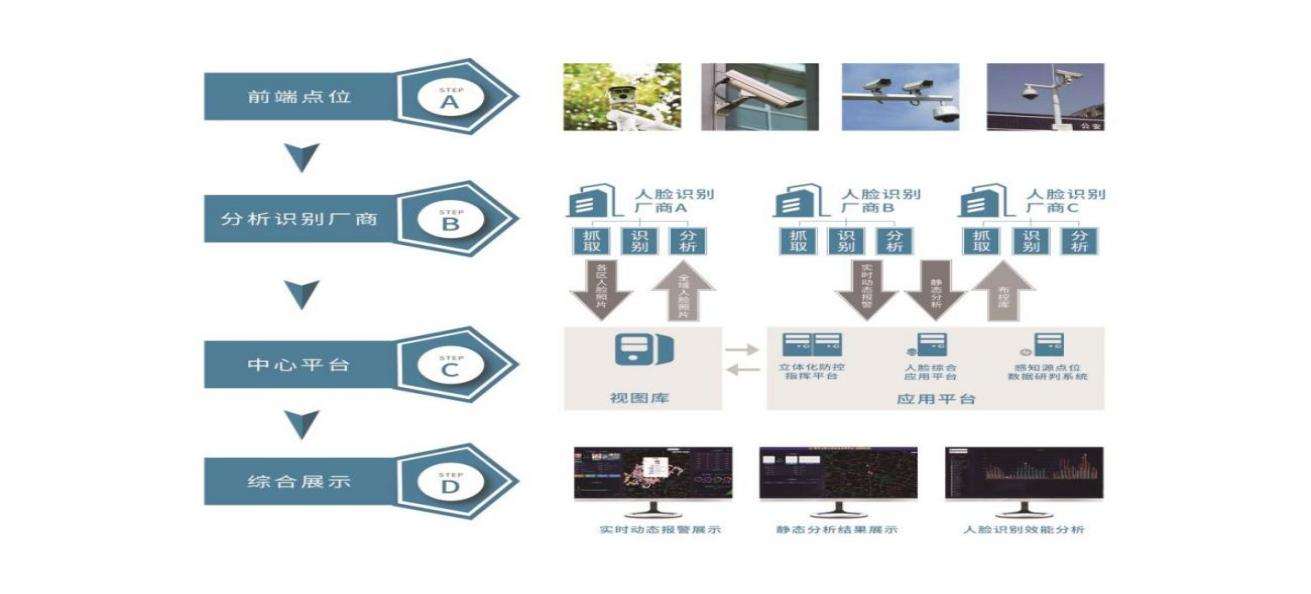 前端点位
STEP
A
公安
分析识别厂商
STEP
B
人脸识别
厂商A
人脸识别
厂商B
人脸识别
厂商C
抓取
识别
分析
抓取
识别
分析
抓取
识别
分析
各区人脸照片
全域人脸照片
实时动态报警
静态分析
布控库
中心平台
STEP
C
视图库
立体化防控
指挥平台
人脸综合
应用平台
感知源点位
数据研判系统
应用平台
综合展示
STEP
D
实时动态报警展示
静态分析结果展示
人脸识别效能分析